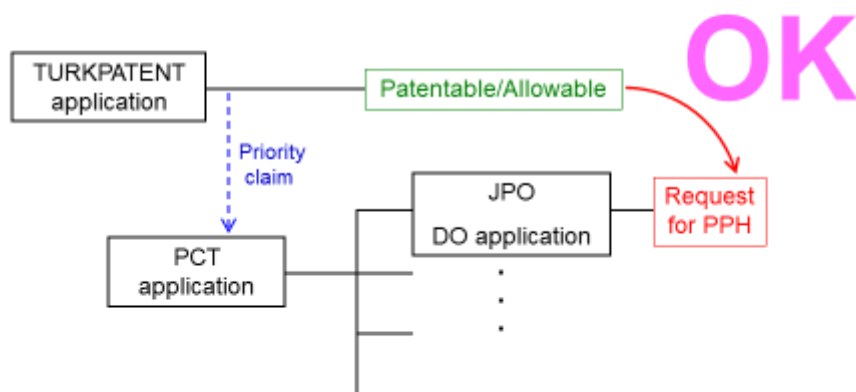 OK
TURKPATENT
application
Patentable/Allowable
Priority
claim
JPO
DO application
Request
for PPH
PCT
application